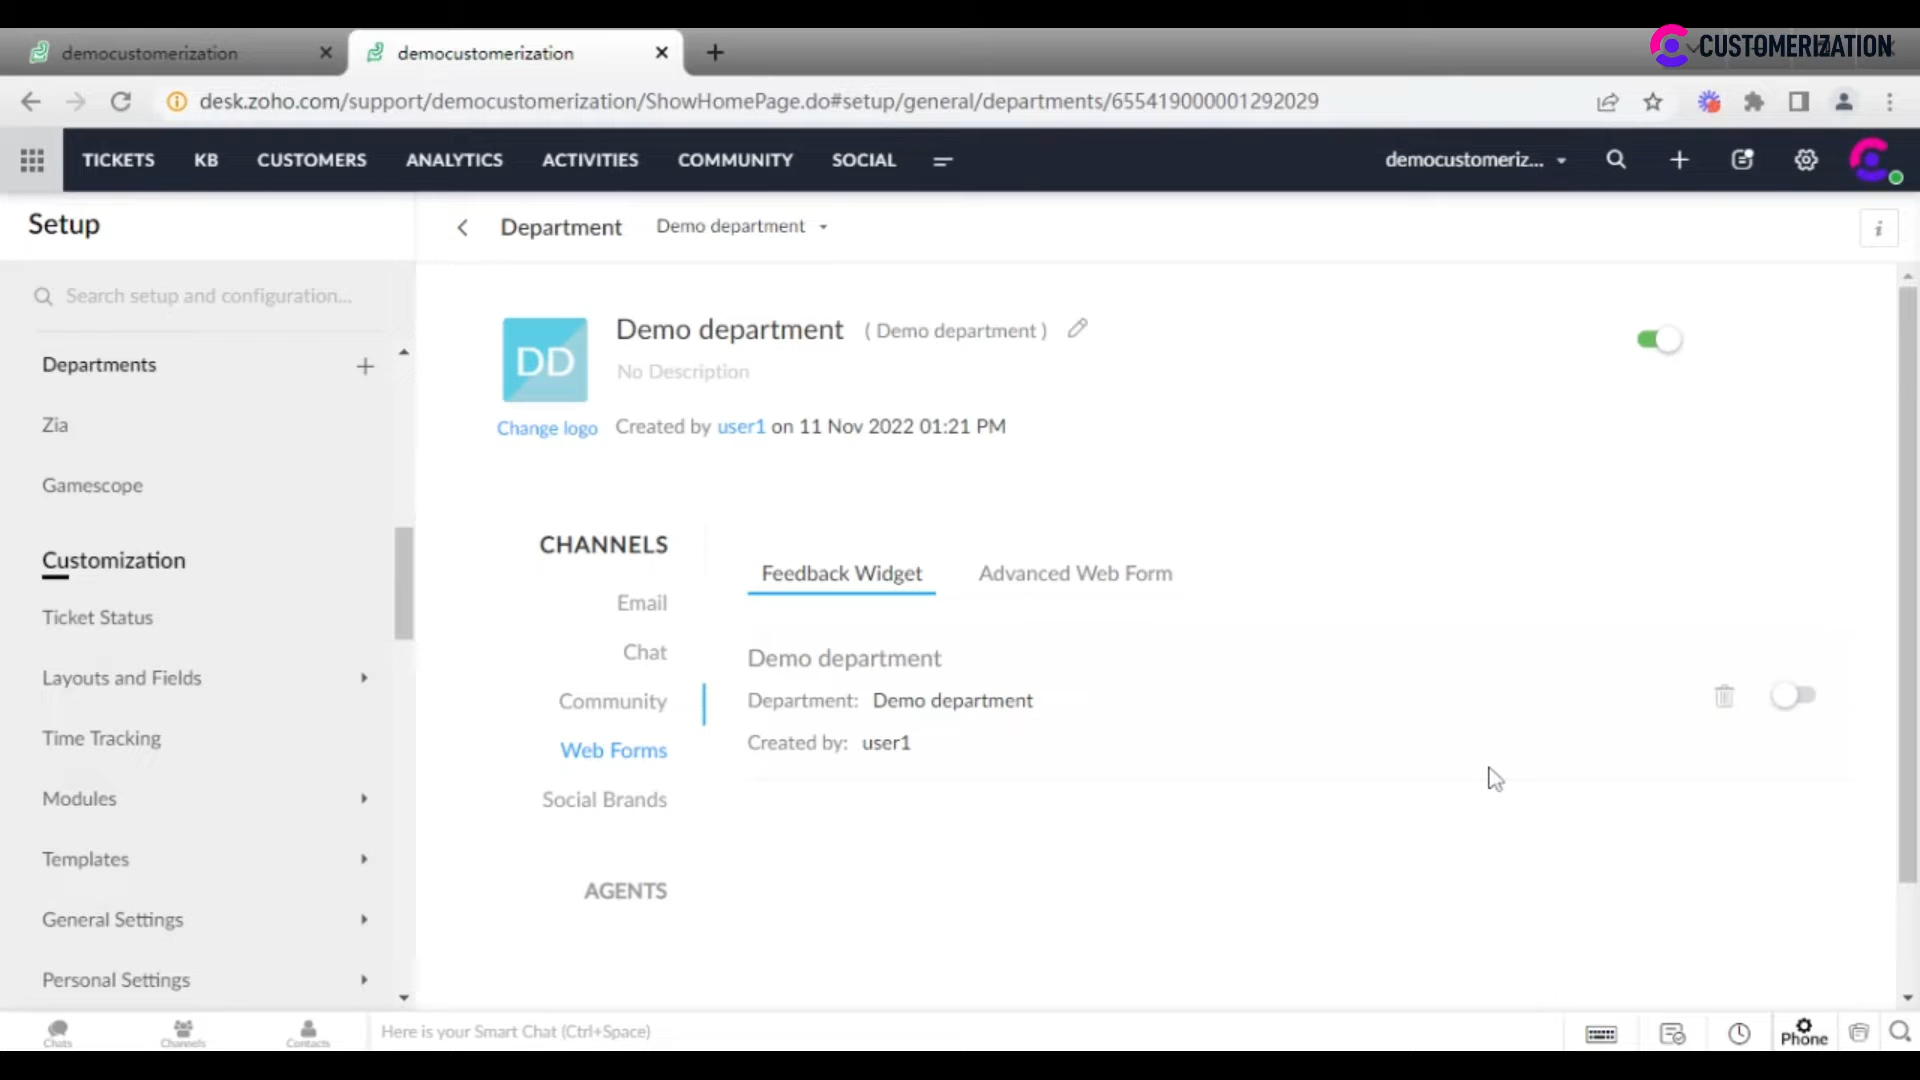 democustomerization
democustomerization
CUSTOMERIZATION
desk.zoho.com/support/democustomerization/ShowHomePage.do#setup/general/departments/655419000001292029
TICKETS KB CUSTOMERS ANALYTICS ACTIVITIES COMMUNITY SOCIAL democustomeriz...
Setup
Department Demo department
i
Search setup and configuration...
Departments
Zia
Gamescope
Customization
Ticket Status
Layouts and Fields
Time Tracking
Modules
Templates
General Settings
Personal Settings
DD
Change logo
Demo department ( Demo department )
No Description
Created by user1 on 11 Nov 2022 01:21 PM
CHANNELS
Email
Chat
Community
Web Forms
Social Brands
AGENTS
Feedback Widget Advanced Web Form
Demo department
Department: Demo department
Created by: user1
Chats Channels Contacts Here is your Smart Chat (Ctrl+Space) Phone